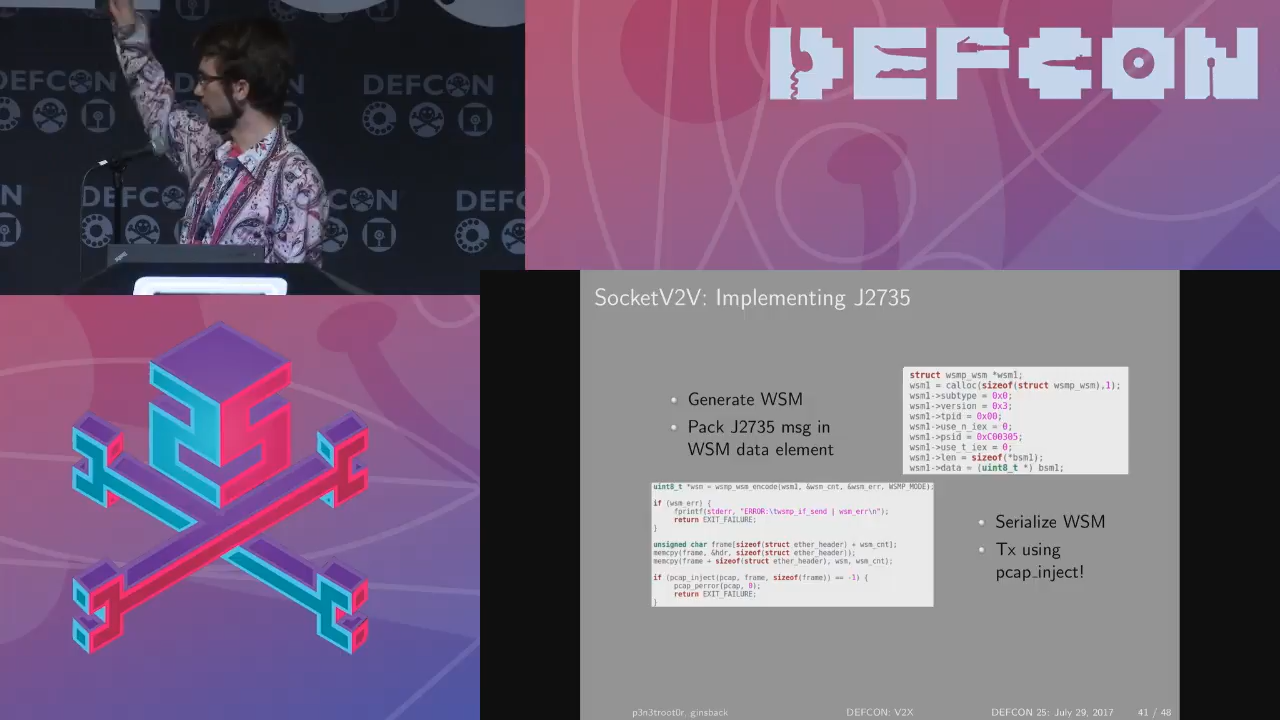 DEFCON
DEFCON
DEFCON
DEFCON
DEFC
CON
DEFCON
SocketV2V: Implementing J2735
• Generate WSM
• Pack J2735 msg in
WSM data element
struct wsmp_wsm *wsm1;
wsm1 = calloc(sizeof(struct wsmp_wsm),1);
wsm1->subtype = 0x0;
wsm1->version = 0x3;
wsm1->tpid = 0x00;
wsm1->use_n_iex = 0;
wsm1->psid = 0xC00305;
wsm1->use_t_iex = 0;
wsm1->len = sizeof(*bsm1);
wsm1->data = (uint8_t *) bsm1;
uint8_t *wsm = wsmp_wsm_encode(wsm1, &wsm_cnt, &wsm_err, WSMP_MODE);
if (wsm_err) {
fprintf(stderr, "ERROR:\twsmp_if_send | wsm_err\n");
return EXIT_FAILURE;
}
unsigned char frame[sizeof(struct ether_header) + wsm_cnt];
memcpy(frame, &hdr, sizeof(struct ether_header));
memcpy(frame + sizeof(struct ether_header), wsm, wsm_cnt);
if (pcap_inject(pcap, frame, sizeof(frame)) == -1) {
pcap_perror(pcap, 0);
return EXIT_FAILURE;
}
• Serialize WSM
• Tx using
pcap_inject!
p3n3troot0r, ginsback DEFCON: V2X DEFCON 25: July 29, 2017 41 / 48